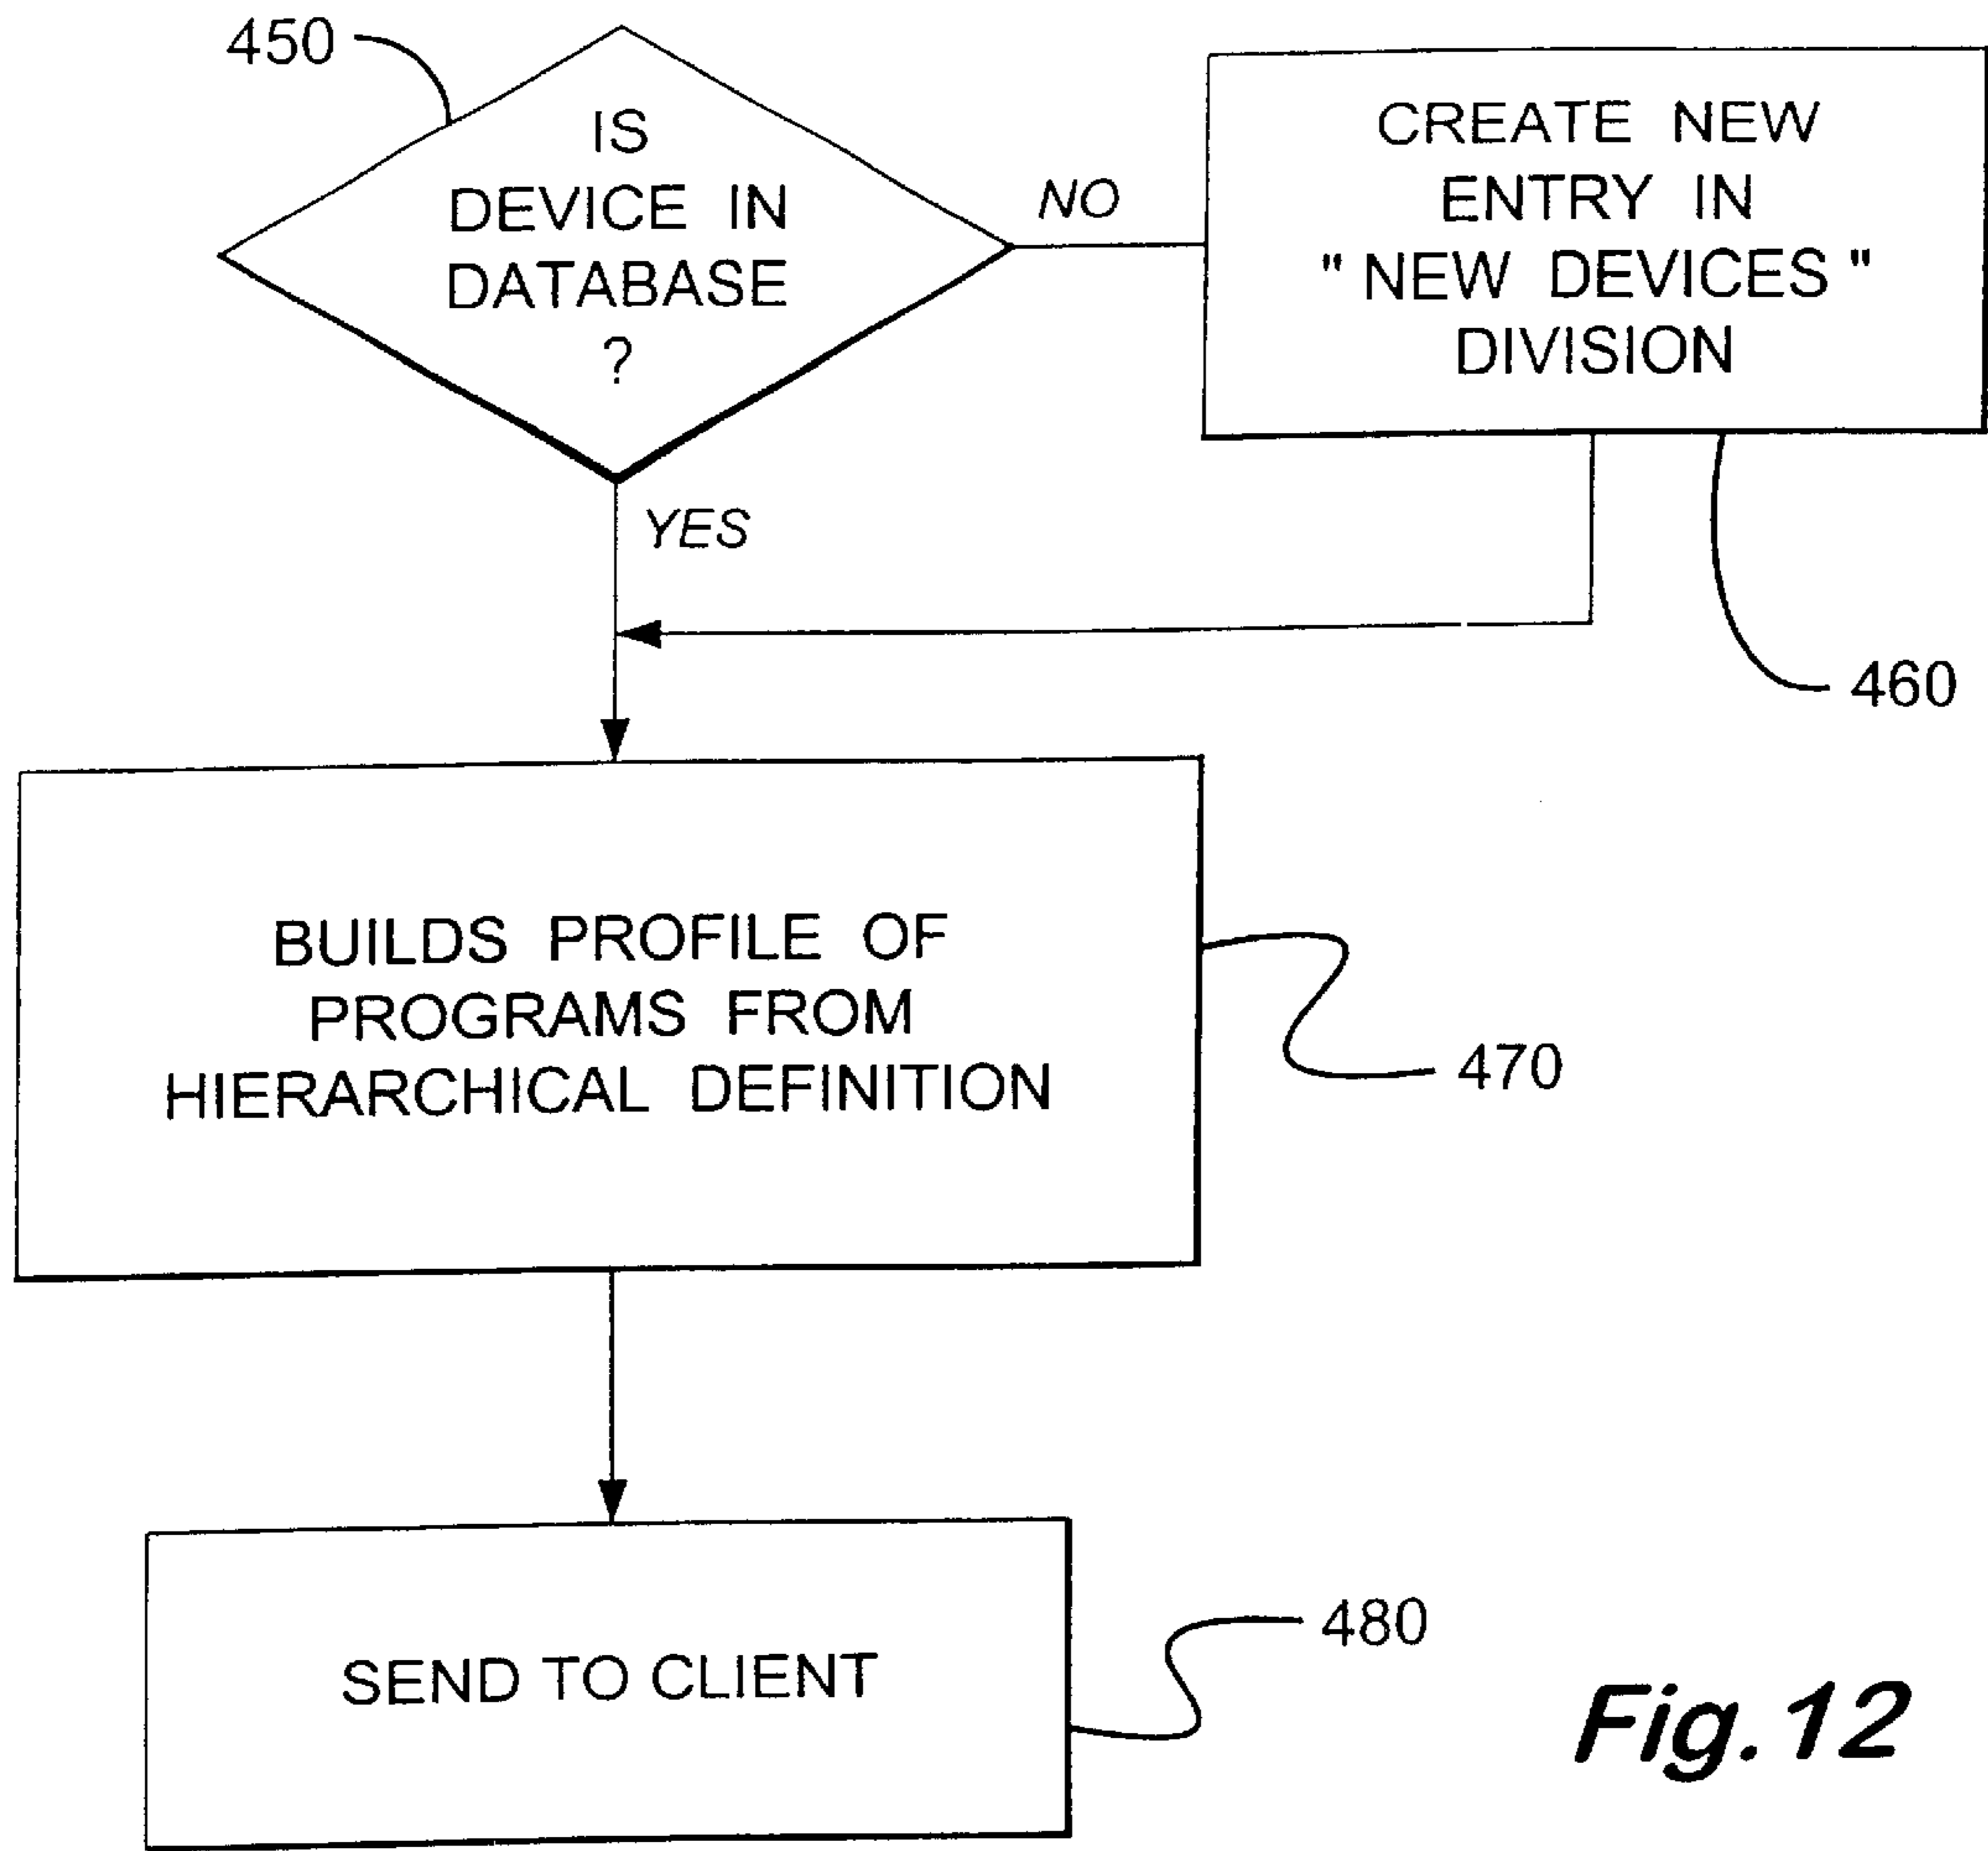 450
IS
DEVICE IN
DATABASE
?
NO
CREATE NEW
ENTRY IN
"NEW DEVICES"
DIVISION
YES
460
BUILDS PROFILE OF
PROGRAMS FROM
HIERARCHICAL DEFINITION
470
SEND TO CLIENT
480
Fig.12